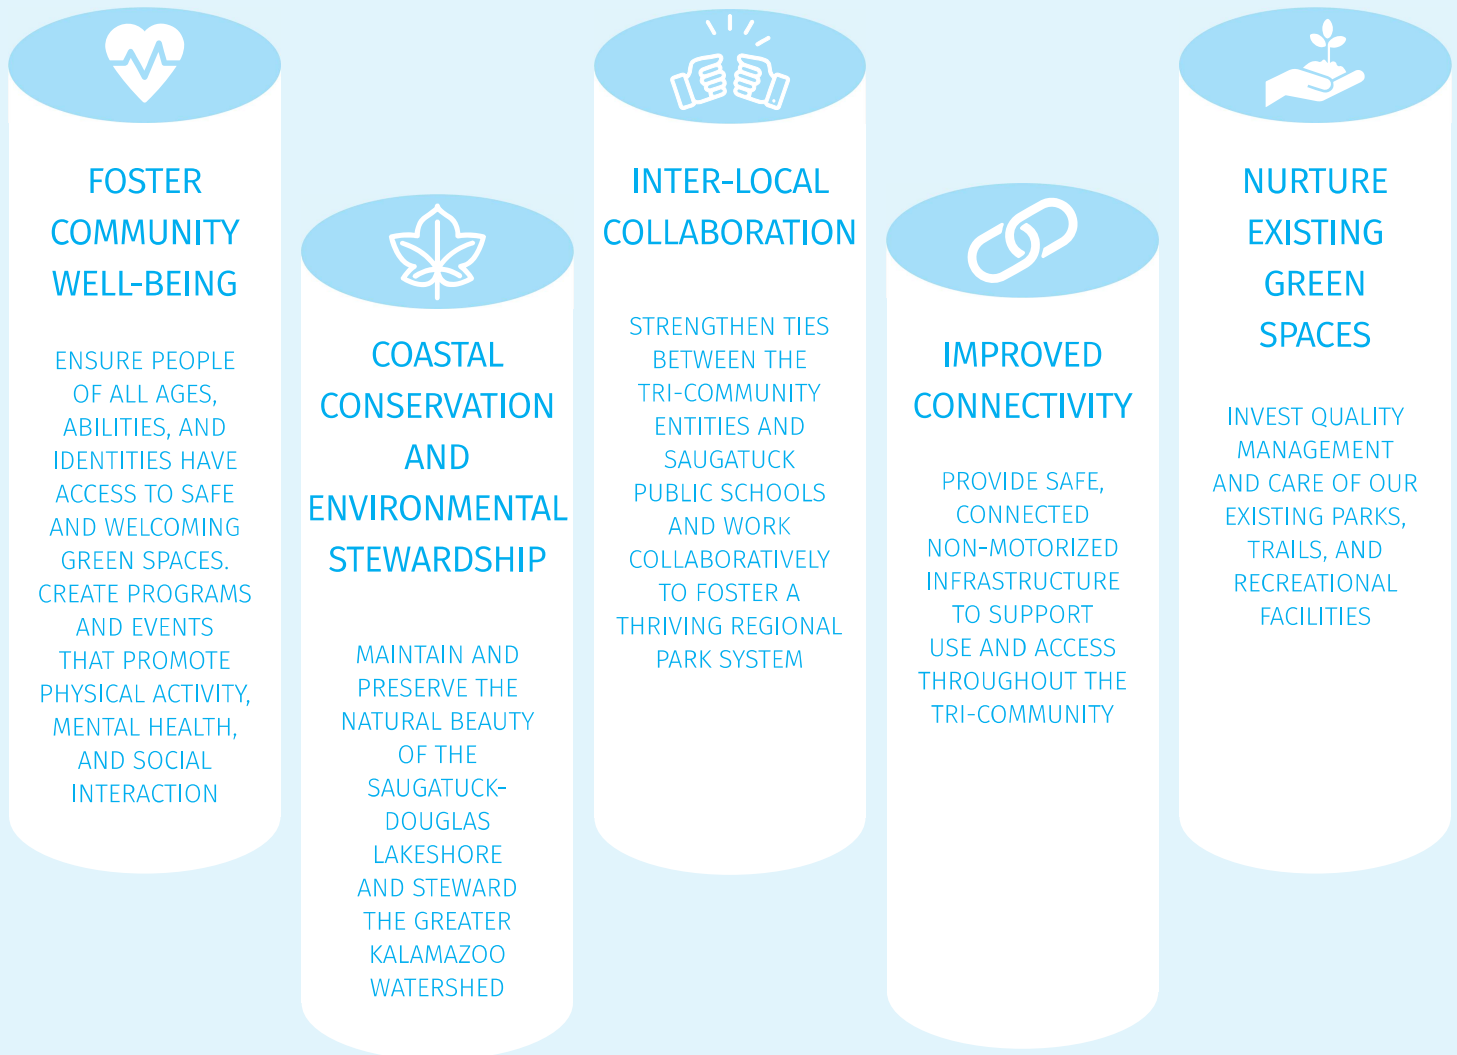 FOSTER
COMMUNITY
WELL-BEING
ENSURE PEOPLE
OF ALL AGES,
ABILITIES, AND
IDENTITIES HAVE
ACCESS TO SAFE
AND WELCOMING
GREEN SPACES.
CREATE PROGRAMS
AND EVENTS
THAT PROMOTE
PHYSICAL ACTIVITY,
MENTAL HEALTH,
AND SOCIAL
INTERACTION
COASTAL
CONSERVATION
AND
ENVIRONMENTAL
STEWARDSHIP
MAINTAIN AND
PRESERVE THE
NATURAL BEAUTY
OF THE
SAUGATUCK-
DOUGLAS
LAKESHORE
AND STEWARD
THE GREATER
KALAMAZOO
WATERSHED
INTER-LOCAL
COLLABORATION
STRENGTHEN TIES
BETWEEN THE
TRI-COMMUNITY
ENTITIES AND
SAUGATUCK
PUBLIC SCHOOLS
AND WORK
COLLABORATIVELY
TO FOSTER A
THRIVING REGIONAL
PARK SYSTEM
IMPROVED
CONNECTIVITY
PROVIDE SAFE,
CONNECTED
NON-MOTORIZED
INFRASTRUCTURE
TO SUPPORT
USE AND ACCESS
THROUGHOUT THE
TRI-COMMUNITY
NURTURE
EXISTING
GREEN
SPACES
INVEST QUALITY
MANAGEMENT
AND CARE OF OUR
EXISTING PARKS,
TRAILS, AND
RECREATIONAL
FACILITIES